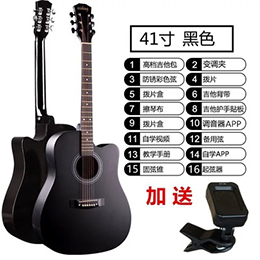 41寸 黑色
1 高档吉他包
2 变调夹
3 防锈彩色弦
4 拨片
5 拨片盒
6 吉他背带
7 擦琴布
8 吉他护手贴板
9 拨片盒
10 调音器APP
11 自学视频
12 备用弦
13 教学手册
14 自学APP
15 固弦锥
16 起弦器
加送